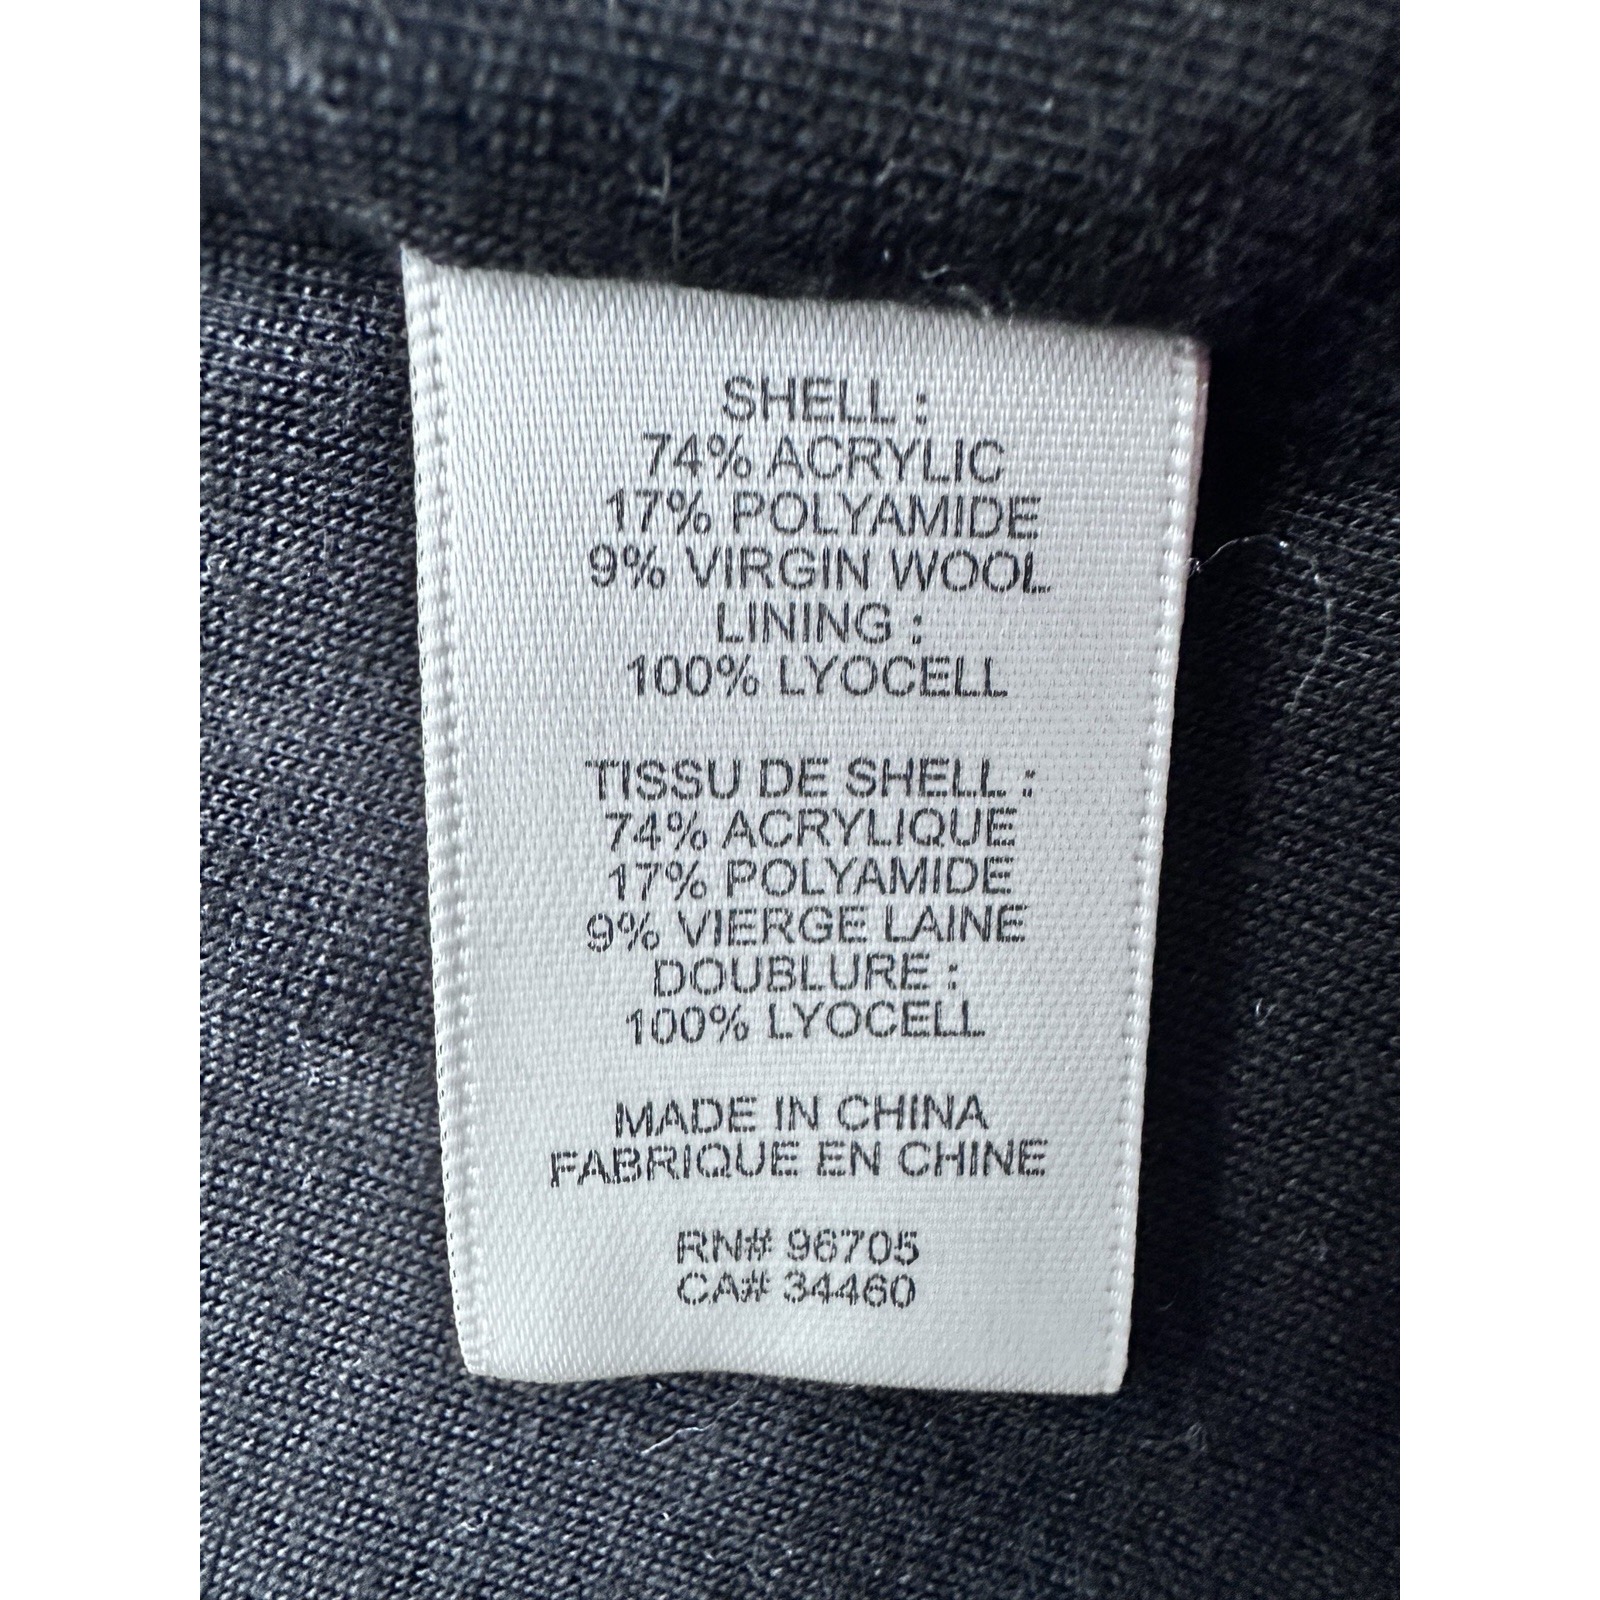 SHELL :
74% ACRYLIC
17% POLYAMIDE
9% VIRGIN WOOL
LINING :
100% LYOCELL
TISSU DE SHELL :
74% ACRYLIQUE
17% POLYAMIDE
9% VIERGE LAINE
DOUBLURE :
100% LYOCELL
MADE IN CHINA
FABRIQUE EN CHINE
RN# 96705
CA# 34460